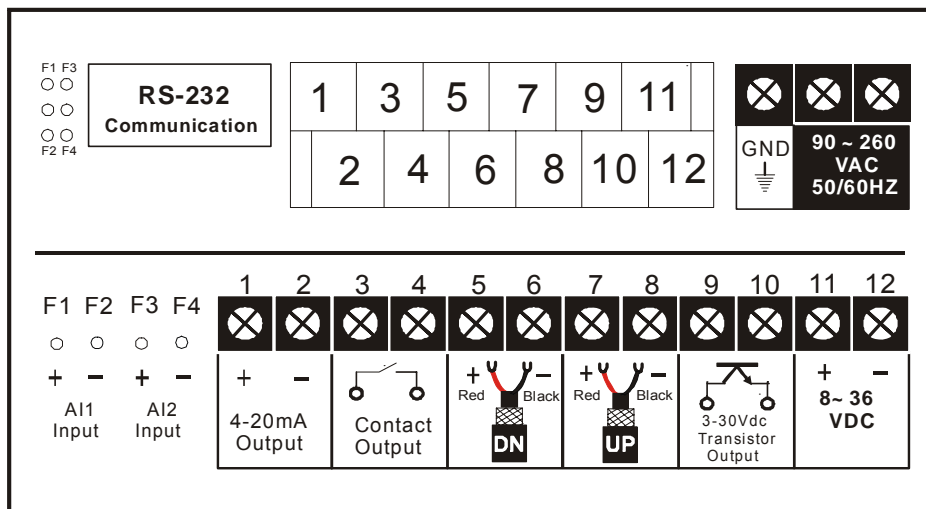 F1 F3
RS-232
Communication
F2 F4
1 3 5 7 9 11
2 4 6 8 10 12
GND
90 ~ 260
VAC
50/60HZ
1 2 3 4 5 6 7 8 9 10 11 12
F1 F2 F3 F4
+ − + −
AI1
Input
AI2
Input
+ −
4-20mA
Output
Contact
Output
+ −
Red Black
DN
+ −
Red Black
UP
3-30Vdc
Transistor
Output
+ −
8~ 36
VDC